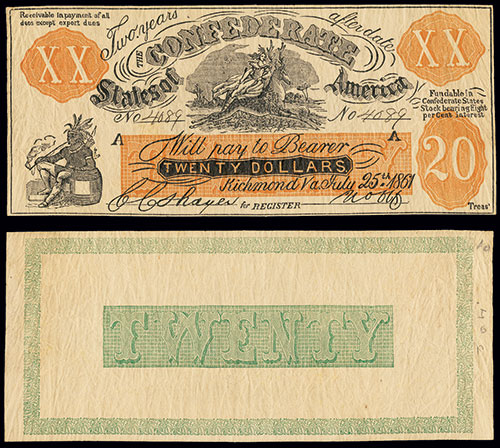 Receivable in payment of all
dues except export dues
Two years after date
THE CONFEDERATE
States of America
XX
XX
Fundable in
Confederate States
Stock bearing Eight
per Cent interest
No 4089
No 4089
A
A
Will pay to Bearer
TWENTY DOLLARS
20
Richmond Va. July 25th 1861
for REGISTER
Treasr
TWENTY